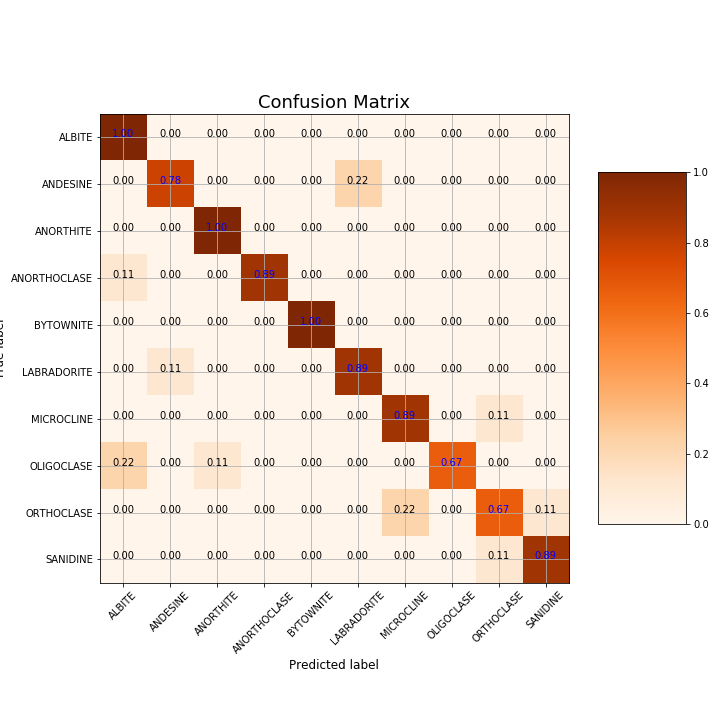 Confusion Matrix
ALBITE 1.00 0.00 0.00 0.00 0.00 0.00 0.00 0.00 0.00 0.00
ANDESINE 0.00 0.78 0.00 0.00 0.00 0.22 0.00 0.00 0.00 0.00
ANORTHITE 0.00 0.00 1.00 0.00 0.00 0.00 0.00 0.00 0.00 0.00
ANORTHOCLASE 0.11 0.00 0.00 0.89 0.00 0.00 0.00 0.00 0.00 0.00
BYTOWNITE 0.00 0.00 0.00 0.00 1.00 0.00 0.00 0.00 0.00 0.00
LABRADORITE 0.00 0.11 0.00 0.00 0.00 0.89 0.00 0.00 0.00 0.00
MICROCLINE 0.00 0.00 0.00 0.00 0.00 0.00 0.89 0.00 0.11 0.00
OLIGOCLASE 0.22 0.00 0.11 0.00 0.00 0.00 0.00 0.67 0.00 0.00
ORTHOCLASE 0.00 0.00 0.00 0.00 0.00 0.00 0.22 0.00 0.67 0.11
SANIDINE 0.00 0.00 0.00 0.00 0.00 0.00 0.00 0.00 0.11 0.89
ALBITE ANDESINE ANORTHITE ANORTHOCLASE BYTOWNITE LABRADORITE MICROCLINE OLIGOCLASE ORTHOCLASE SANIDINE
Predicted label
1.0
0.8
0.6
0.4
0.2
0.0